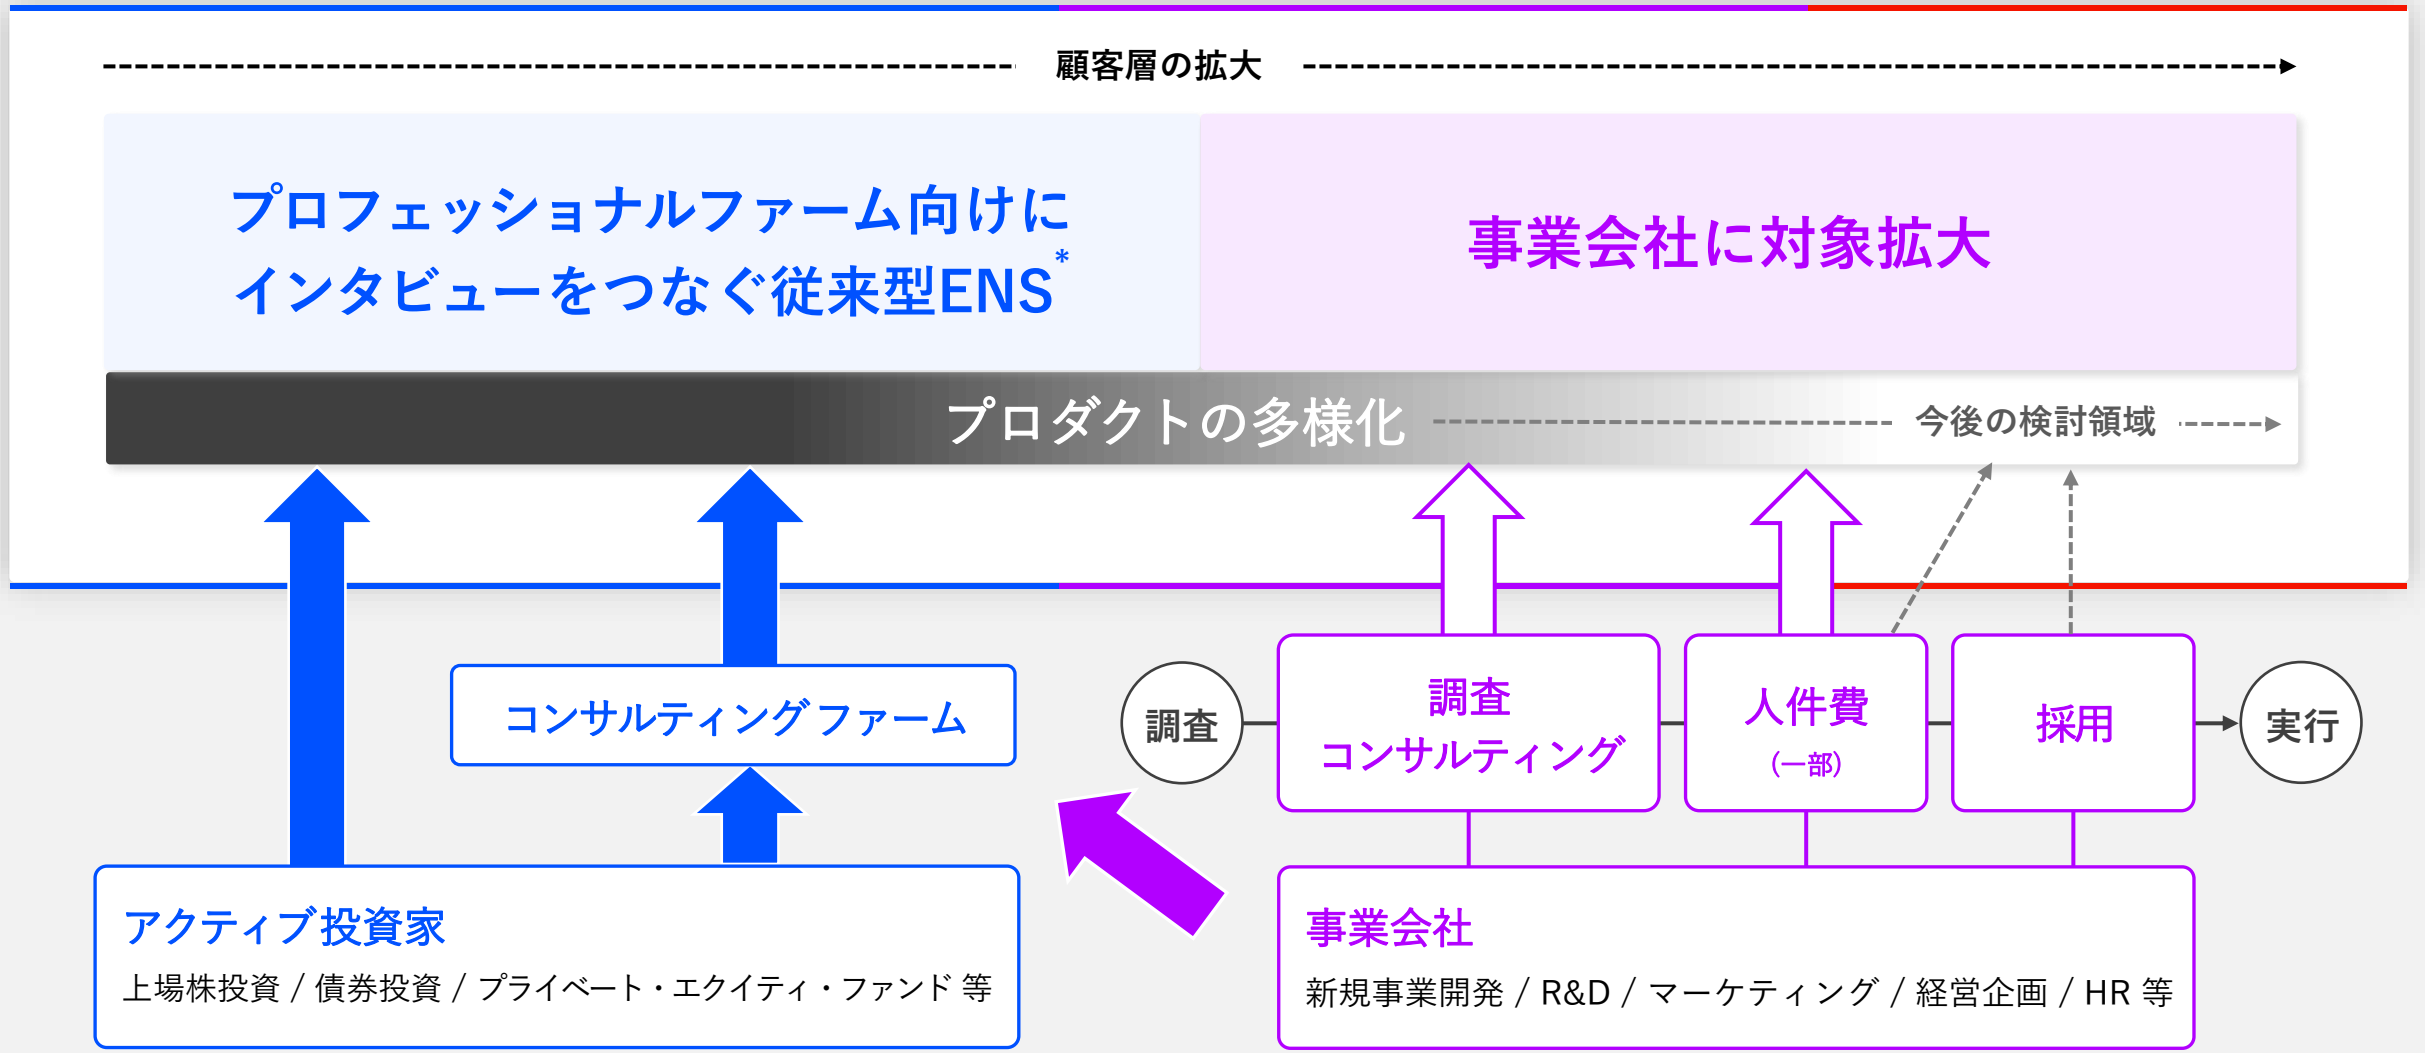 顧客層の拡大
プロフェッショナルファーム向けに
インタビューをつなぐ従来型ENS*
事業会社に対象拡大
プロダクトの多様化
今後の検討領域
コンサルティングファーム
調査
調査
コンサルティング
人件費
(一部)
採用
実行
アクティブ投資家
上場株投資 / 債券投資 / プライベート・エクイティ・ファンド 等
事業会社
新規事業開発 / R&D / マーケティング / 経営企画 / HR 等